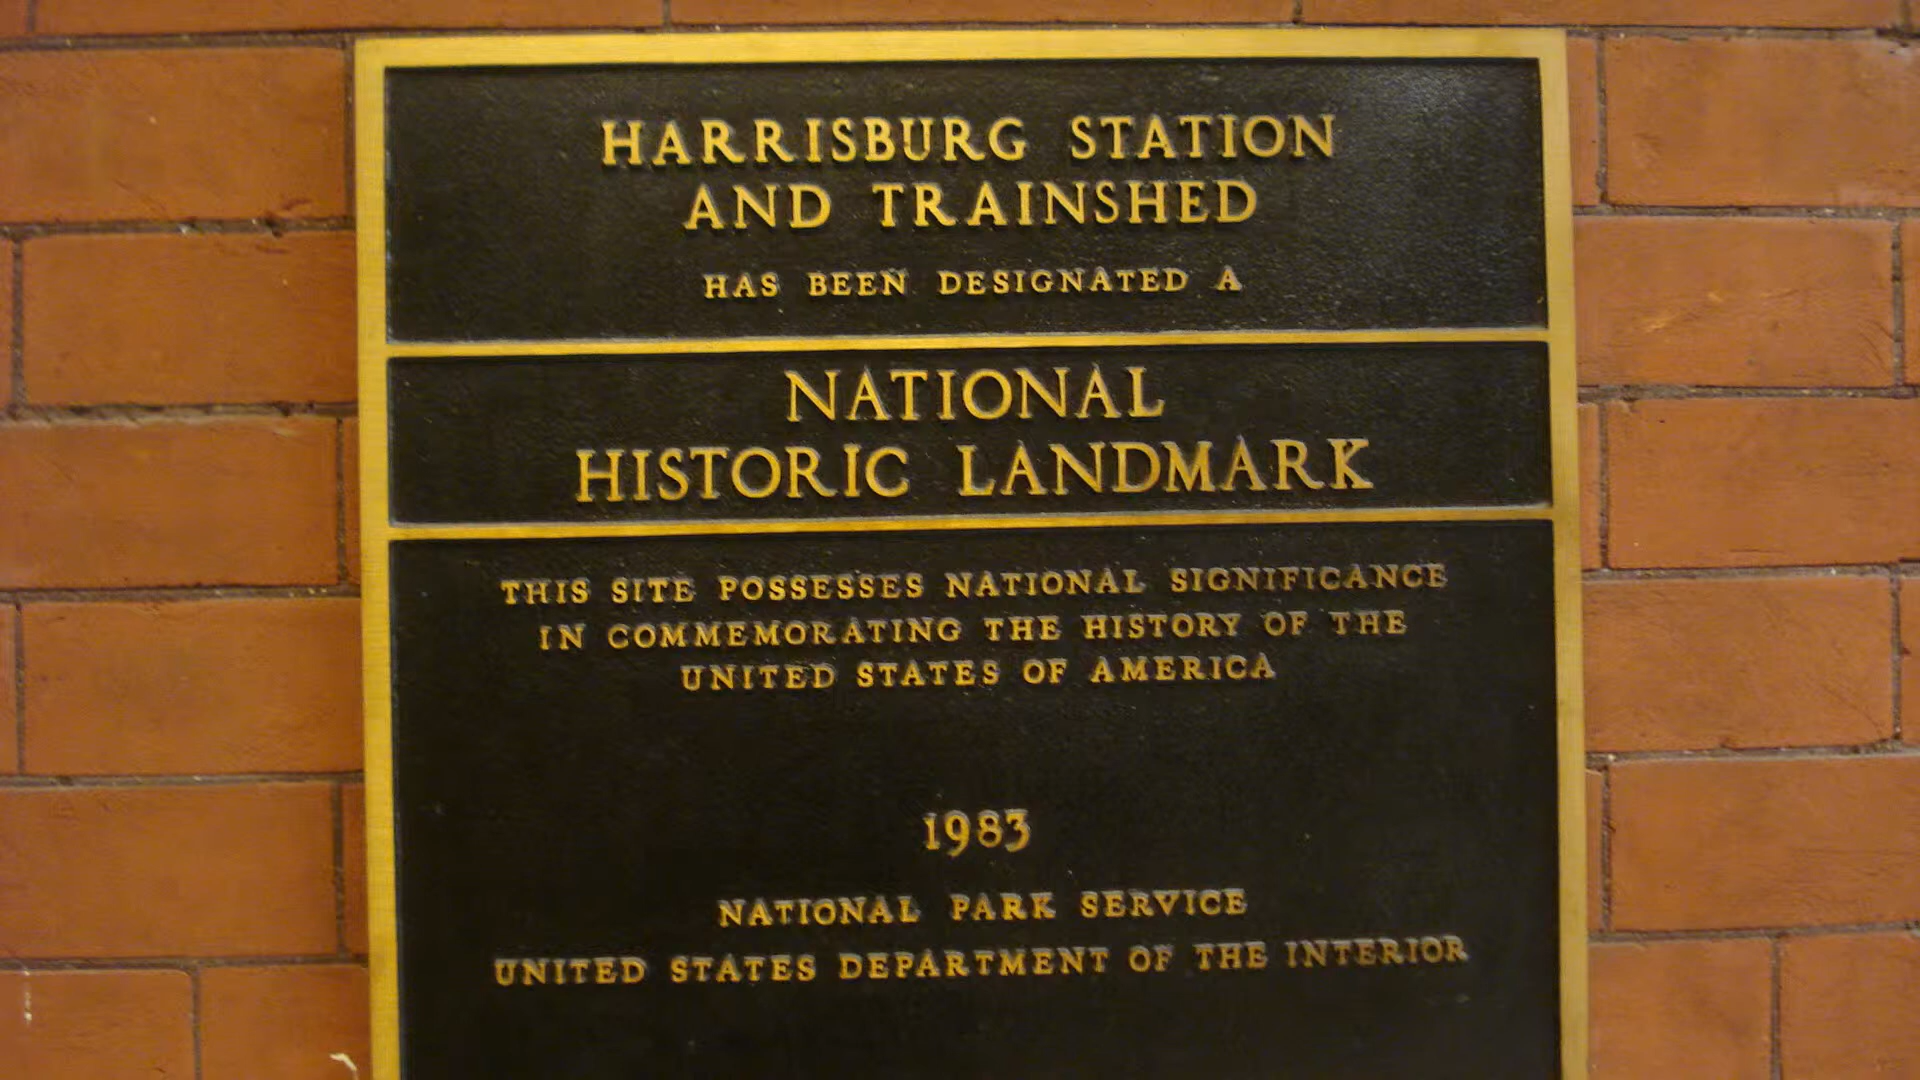 HARRISBURG STATION
AND TRAINSHED
HAS BEEN DESIGNATED A
NATIONAL
HISTORIC LANDMARK
THIS SITE POSSESSES NATIONAL SIGNIFICANCE
IN COMMEMORATING THE HISTORY OF THE
UNITED STATES OF AMERICA
1983
NATIONAL PARK SERVICE
UNITED STATES DEPARTMENT OF THE INTERIOR